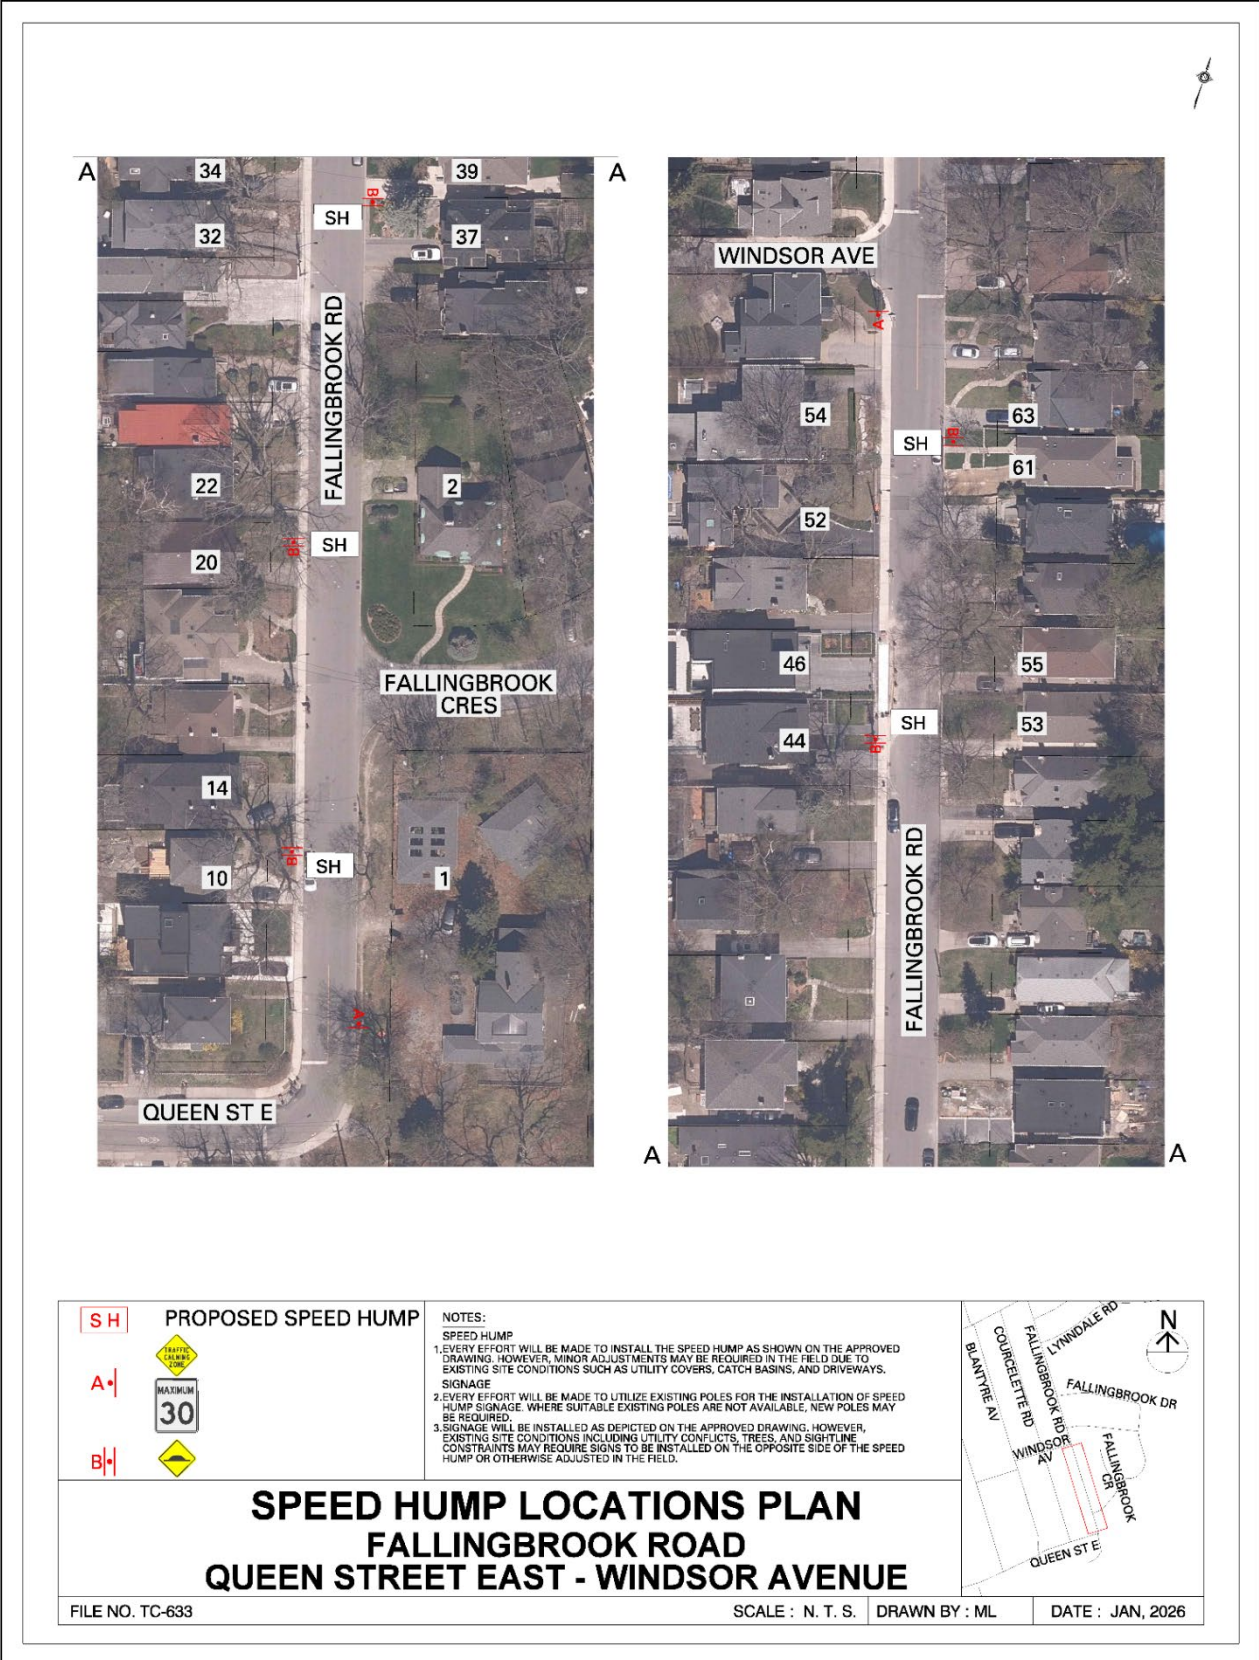 A
34
39
A
B
SH
32
37
FALLINGBROOK RD
22
2
B
SH
20
FALLINGBROOK
CRES
14
B
SH
10
1
A
QUEEN ST E
WINDSOR AVE
A
54
63
SH
B
61
52
46
55
SH
53
44
B
FALLINGBROOK RD
A
A
SH
PROPOSED SPEED HUMP
TRAFFIC
CALMING
ZONE
A
MAXIMUM
30
B
NOTES:
SPEED HUMP
1.EVERY EFFORT WILL BE MADE TO INSTALL THE SPEED HUMP AS SHOWN ON THE APPROVED
DRAWING. HOWEVER, MINOR ADJUSTMENTS MAY BE REQUIRED IN THE FIELD DUE TO
EXISTING SITE CONDITIONS SUCH AS UTILITY COVERS, CATCH BASINS, AND DRIVEWAYS.
SIGNAGE
2.EVERY EFFORT WILL BE MADE TO UTILIZE EXISTING POLES FOR THE INSTALLATION OF SPEED
HUMP SIGNAGE. WHERE SUITABLE EXISTING POLES ARE NOT AVAILABLE, NEW POLES MAY
BE REQUIRED.
3.SIGNAGE WILL BE INSTALLED AS DEPICTED ON THE APPROVED DRAWING. HOWEVER,
EXISTING SITE CONDITIONS INCLUDING UTILITY CONFLICTS, TREES, AND SIGHTLINE
CONSTRAINTS MAY REQUIRE SIGNS TO BE INSTALLED ON THE OPPOSITE SIDE OF THE SPEED
HUMP OR OTHERWISE ADJUSTED IN THE FIELD.
BLANTYRE AV
COURCELETTE RD
FALLINGBROOK RD
LYNNDALE RD
N
FALLINGBROOK DR
WINDSOR
AV
FALLINGBROOK
CR
QUEEN ST E
SPEED HUMP LOCATIONS PLAN
FALLINGBROOK ROAD
QUEEN STREET EAST - WINDSOR AVENUE
FILE NO. TC-633
SCALE : N. T. S.
DRAWN BY : ML
DATE : JAN, 2026